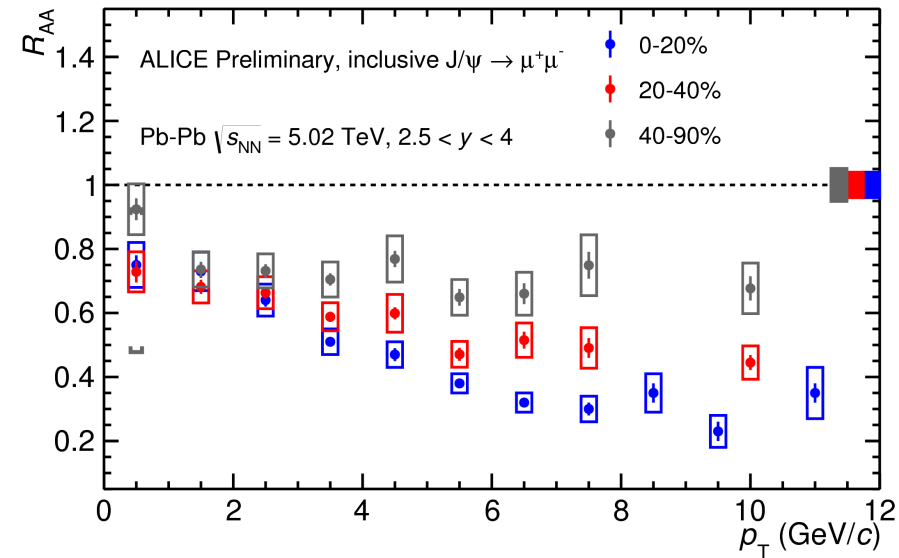 R_AA
ALICE Preliminary, inclusive J/ψ → μ⁺μ⁻
Pb-Pb √s_NN = 5.02 TeV, 2.5 < y < 4
0-20%
20-40%
40-90%
1.4
1.2
1
0.8
0.6
0.4
0.2
0 2 4 6 8 10 12
p_T (GeV/c)